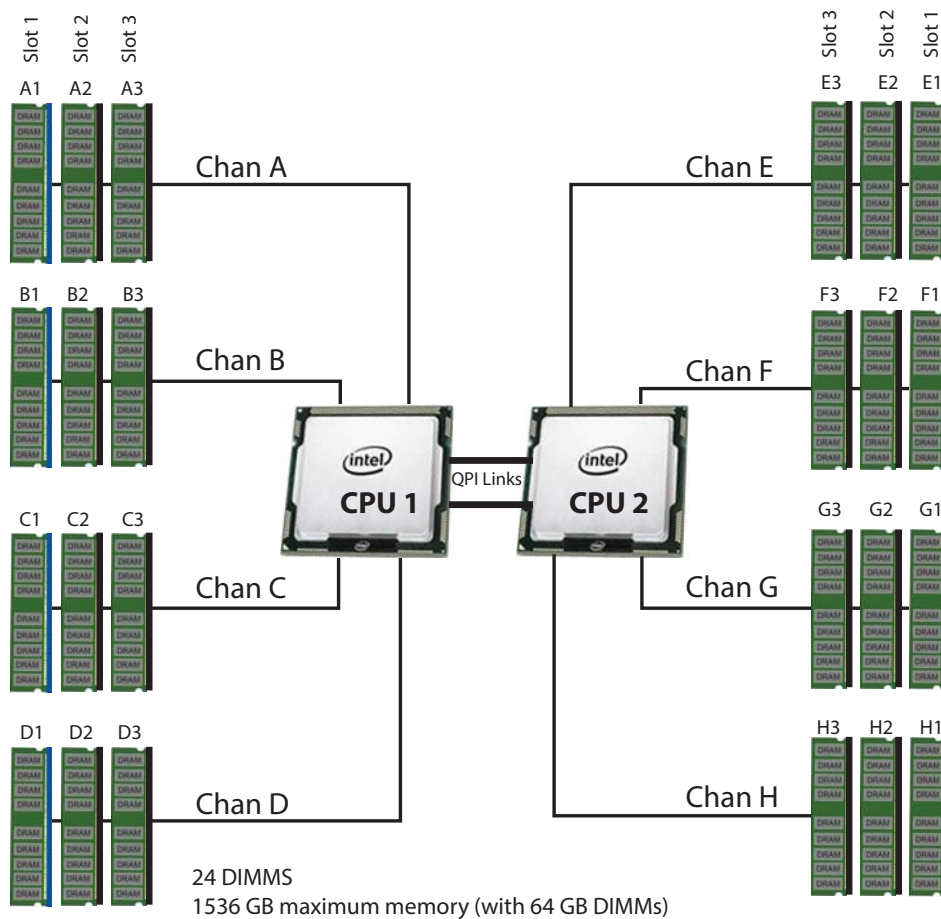 Slot 1
Slot 2
Slot 3
Slot 3
Slot 2
Slot 1
A1 A2 A3
E3 E2 E1
DRAM
Chan A
Chan E
B1 B2 B3
F3 F2 F1
Chan B
Chan F
intel
CPU 1
QPI Links
intel
CPU 2
C1 C2 C3
G3 G2 G1
Chan C
Chan G
D1 D2 D3
H3 H2 H1
Chan D
Chan H
24 DIMMS
1536 GB maximum memory (with 64 GB DIMMs)